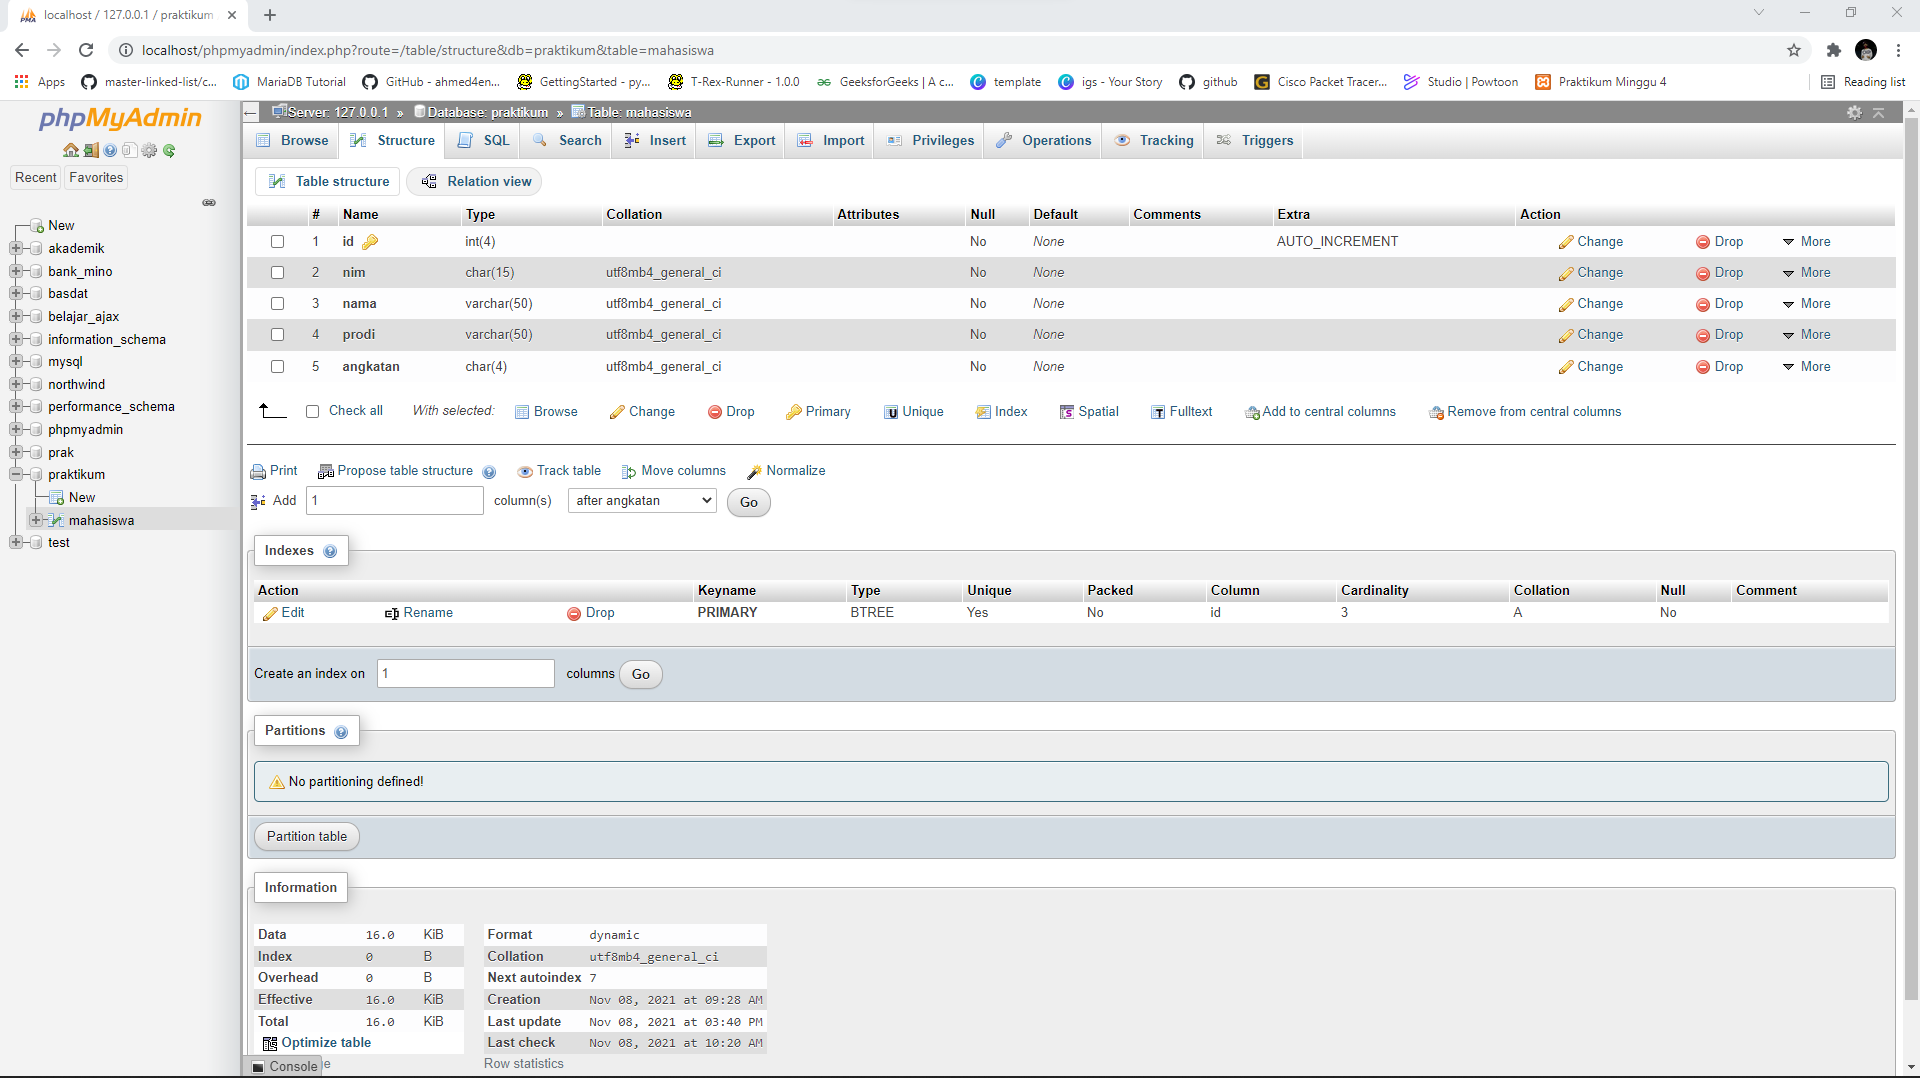 localhost / 127.0.0.1 / praktikum
localhost/phpmyadmin/index.php?route=/table/structure&db=praktikum&table=mahasiswa
Apps master-linked-list/c... MariaDB Tutorial GitHub - ahmed4en... GettingStarted - py... T-Rex-Runner - 1.0.0 GeeksforGeeks | A c... template igs - Your Story github Cisco Packet Tracer... Studio | Powtoon Praktikum Minggu 4 Reading list
phpMyAdmin
Recent Favorites
New
akademik
bank_mino
basdat
belajar_ajax
information_schema
mysql
northwind
performance_schema
phpmyadmin
prak
praktikum
New
mahasiswa
test
Server: 127.0.0.1 » Database: praktikum » Table: mahasiswa
Browse Structure SQL Search Insert Export Import Privileges Operations Tracking Triggers
Table structure Relation view
# Name Type Collation Attributes Null Default Comments Extra Action
1 id int(4) No None AUTO_INCREMENT Change Drop More
2 nim char(15) utf8mb4_general_ci No None Change Drop More
3 nama varchar(50) utf8mb4_general_ci No None Change Drop More
4 prodi varchar(50) utf8mb4_general_ci No None Change Drop More
5 angkatan char(4) utf8mb4_general_ci No None Change Drop More
Check all With selected: Browse Change Drop Primary Unique Index Spatial Fulltext Add to central columns Remove from central columns
Print Propose table structure Track table Move columns Normalize
Add 1 column(s) after angkatan Go
Indexes
Action Keyname Type Unique Packed Column Cardinality Collation Null Comment
Edit Rename Drop PRIMARY BTREE Yes No id 3 A No
Create an index on 1 columns Go
Partitions
No partitioning defined!
Partition table
Information
Data 16.0 KiB
Index 0 B
Overhead 0 B
Effective 16.0 KiB
Total 16.0 KiB
Optimize table
Format dynamic
Collation utf8mb4_general_ci
Next autoindex 7
Creation Nov 08, 2021 at 09:28 AM
Last update Nov 08, 2021 at 03:40 PM
Last check Nov 08, 2021 at 10:20 AM
Row statistics
Console